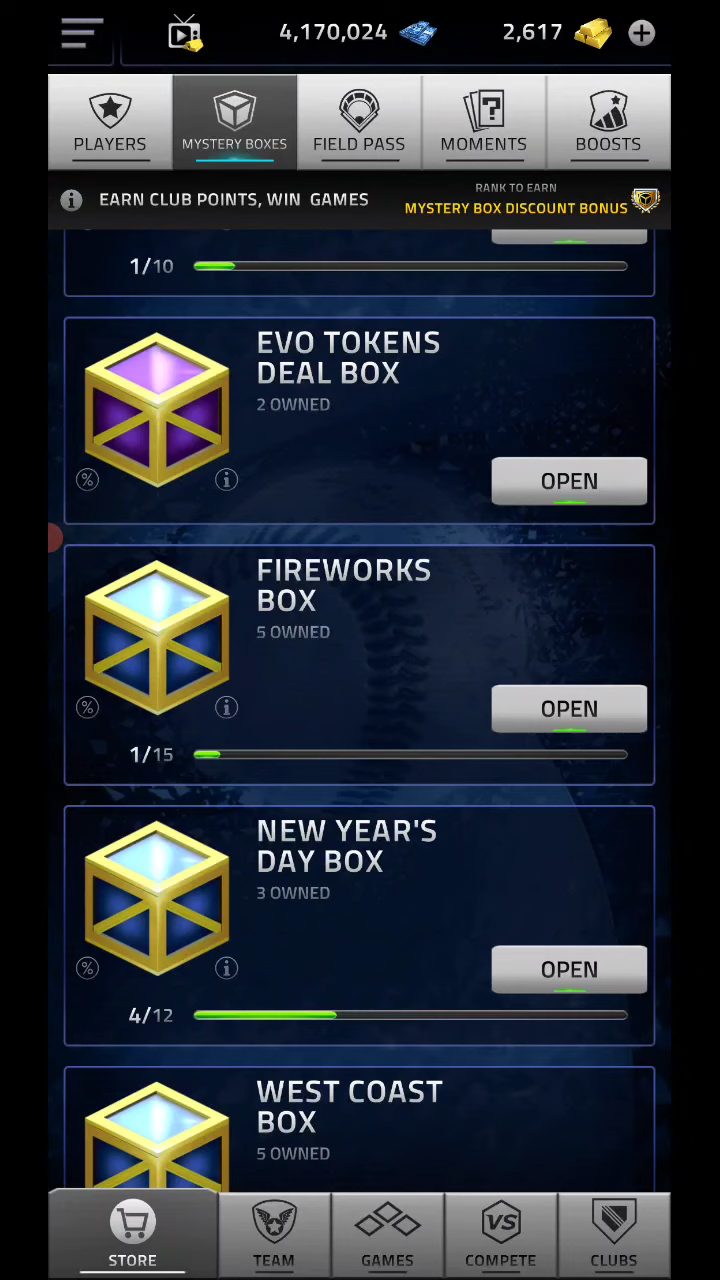 4,170,024
2,617
PLAYERS
MYSTERY BOXES
FIELD PASS
MOMENTS
BOOSTS
EARN CLUB POINTS, WIN GAMES
RANK TO EARN
MYSTERY BOX DISCOUNT BONUS
1/10
EVO TOKENS
DEAL BOX
2 OWNED
OPEN
FIREWORKS
BOX
5 OWNED
OPEN
1/15
NEW YEAR'S
DAY BOX
3 OWNED
OPEN
4/12
WEST COAST
BOX
5 OWNED
STORE
TEAM
GAMES
VS
COMPETE
CLUBS